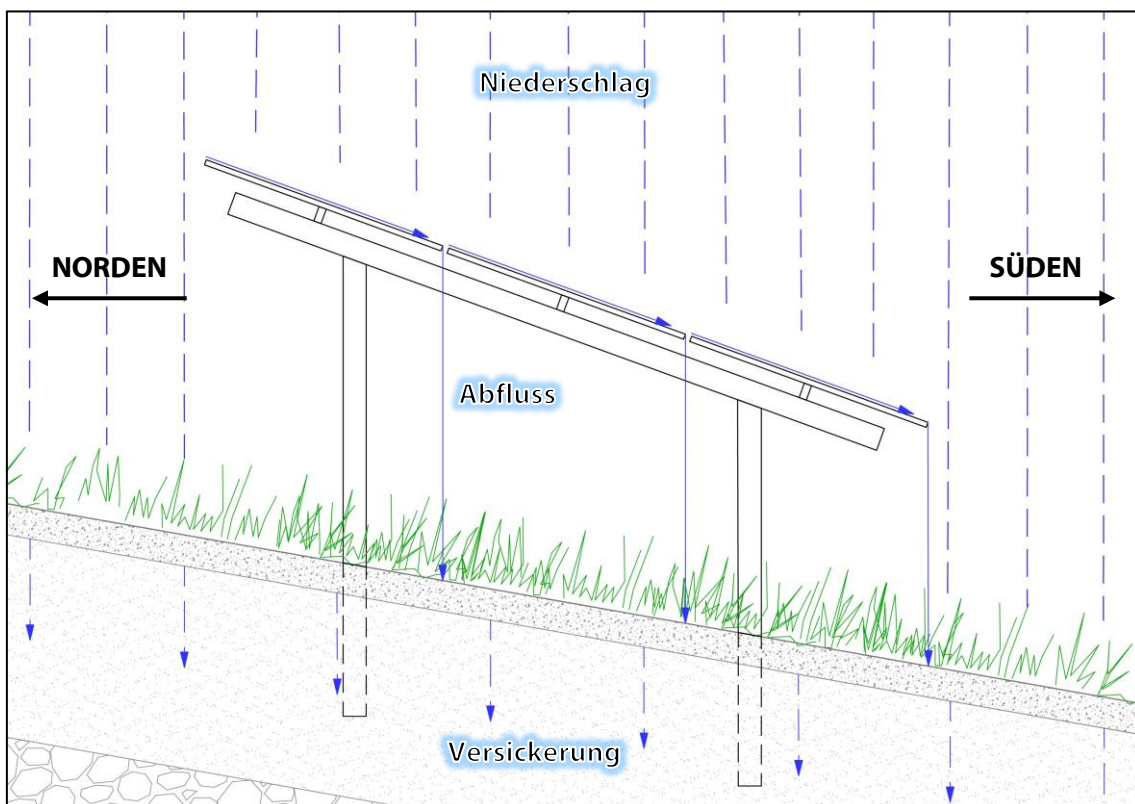 Niederschlag
NORDEN
SÜDEN
Abfluss
Versickerung